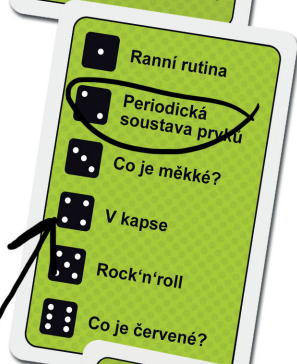 Ranní rutina
Periodická
soustava prvků
Co je měkké?
V kapse
Rock'n'roll
Co je červené?